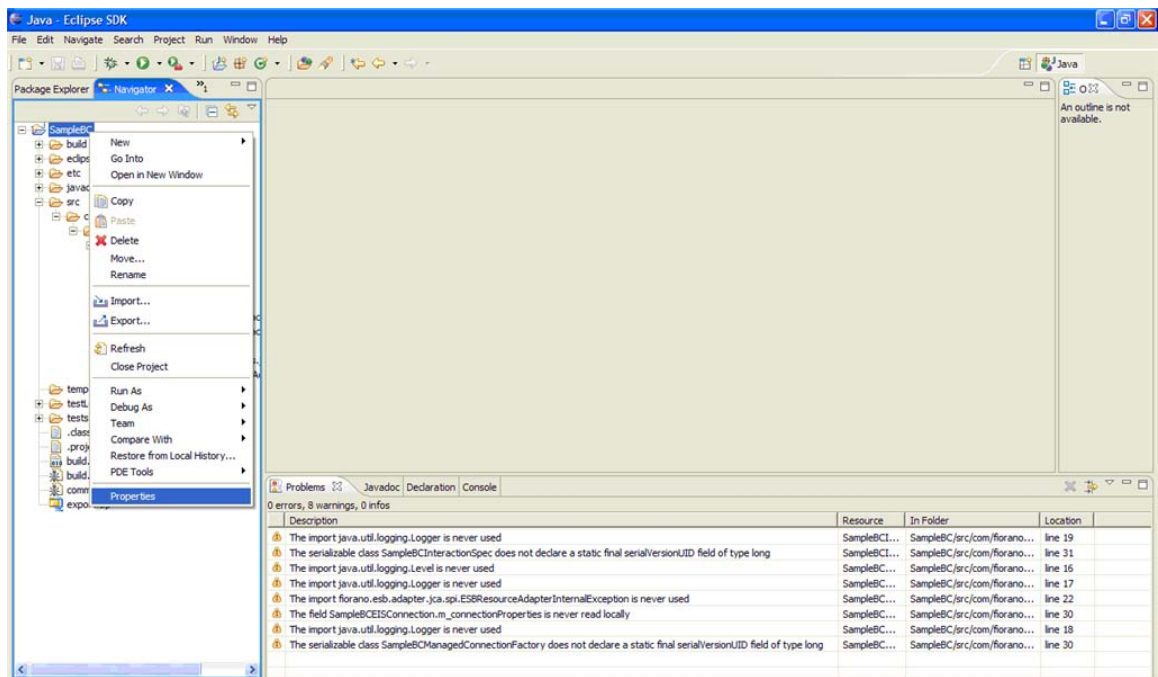 Java - Eclipse SDK
File Edit Navigate Search Project Run Window Help
Java
Package Explorer Navigator
An outline is not
available.
SampleBC
build
eclips
etc
javac
src
c
temp
testL
tests
.class
.proje
build.
build.
comm
expo
New
Go Into
Open in New Window
Copy
Paste
Delete
Move...
Rename
Import...
Export...
Refresh
Close Project
Run As
Debug As
Team
Compare With
Restore from Local History...
PDE Tools
Properties
Problems Javadoc Declaration Console
0 errors, 8 warnings, 0 infos
Description Resource In Folder Location
The import java.util.logging.Logger is never used SampleBCI... SampleBC/src/com/fiorano... line 19
The serializable class SampleBCInteractionSpec does not declare a static final serialVersionUID field of type long SampleBCI... SampleBC/src/com/fiorano... line 31
The import java.util.logging.Level is never used SampleBC... SampleBC/src/com/fiorano... line 16
The import java.util.logging.Logger is never used SampleBC... SampleBC/src/com/fiorano... line 17
The import fiorano.esb.adapter.jca.spi.ESBResourceAdapterInternalException is never used SampleBC... SampleBC/src/com/fiorano... line 22
The field SampleBCEISConnection.m_connectionProperties is never read locally SampleBC... SampleBC/src/com/fiorano... line 30
The import java.util.logging.Logger is never used SampleBC... SampleBC/src/com/fiorano... line 18
The serializable class SampleBCManagedConnectionFactory does not declare a static final serialVersionUID field of type long SampleBC... SampleBC/src/com/fiorano... line 30